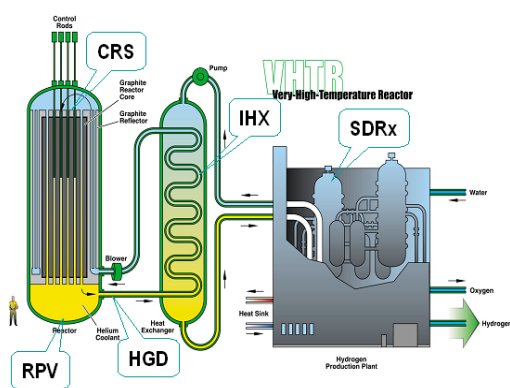 Control
Rods
CRS
Graphite
Reactor
Core
Graphite
Reflector
Pump
VHTR
Very-High-Temperature Reactor
IHX
SDRx
Water
Blower
Oxygen
Heat Sink
Hydrogen
Reactor
Helium
Coolant
Heat
Exchanger
RPV
HGD
Hydrogen
Production Plant